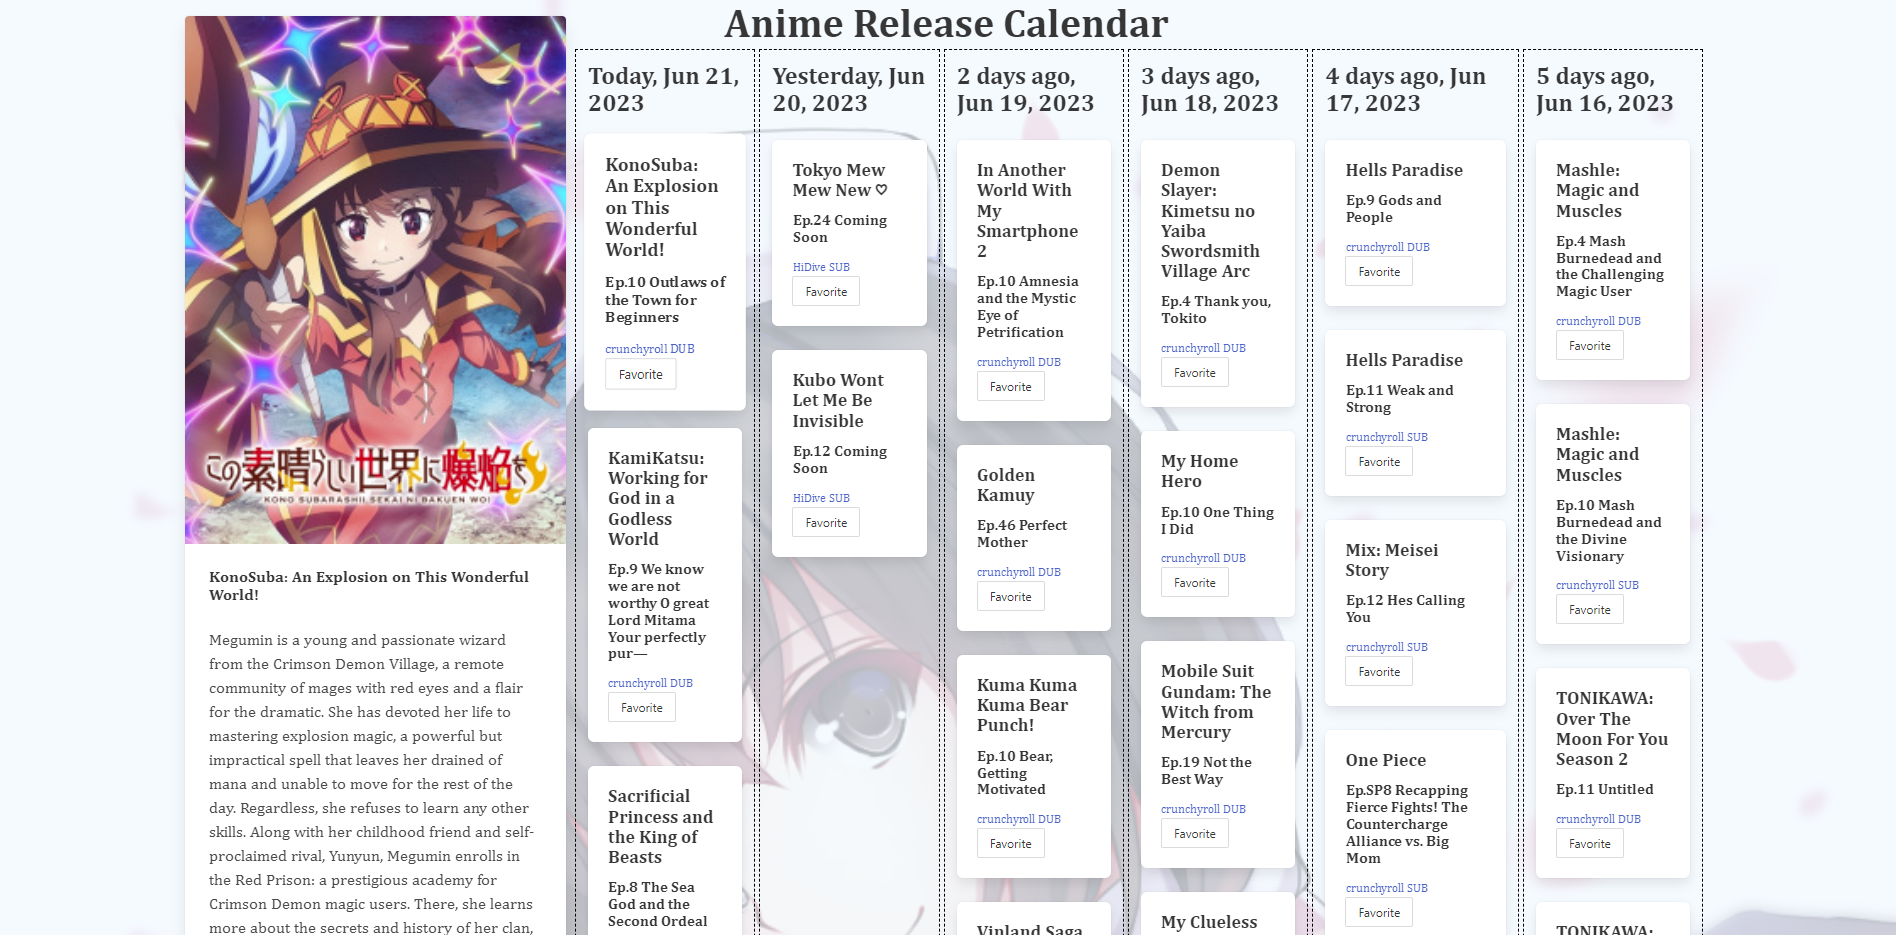 Anime Release Calendar
この素晴らしい世界に爆焔を
KONO SUBARASHII SEKAI NI BAKUEN WO!
KonoSuba: An Explosion on This Wonderful
World!
Megumin is a young and passionate wizard
from the Crimson Demon Village, a remote
community of mages with red eyes and a flair
for the dramatic. She has devoted her life to
mastering explosion magic, a powerful but
impractical spell that leaves her drained of
mana and unable to move for the rest of the
day. Regardless, she refuses to learn any other
skills. Along with her childhood friend and self-
proclaimed rival, Yunyun, Megumin enrolls in
the Red Prison: a prestigious academy for
Crimson Demon magic users. There, she learns
more about the secrets and history of her clan,
Today, Jun 21,
2023
KonoSuba:
An Explosion
on This
Wonderful
World!
Ep.10 Outlaws of
the Town for
Beginners
crunchyroll DUB
Favorite
KamiKatsu:
Working for
God in a
Godless
World
Ep.9 We know
we are not
worthy O great
Lord Mitama
Your perfectly
pur—
crunchyroll DUB
Favorite
Sacrificial
Princess and
the King of
Beasts
Ep.8 The Sea
God and the
Second Ordeal
Yesterday, Jun
20, 2023
Tokyo Mew
Mew New ♡
Ep.24 Coming
Soon
HiDive SUB
Favorite
Kubo Wont
Let Me Be
Invisible
Ep.12 Coming
Soon
HiDive SUB
Favorite
2 days ago,
Jun 19, 2023
In Another
World With
My
Smartphone
2
Ep.10 Amnesia
and the Mystic
Eye of
Petrification
crunchyroll DUB
Favorite
Golden
Kamuy
Ep.46 Perfect
Mother
crunchyroll DUB
Favorite
Kuma Kuma
Kuma Bear
Punch!
Ep.10 Bear,
Getting
Motivated
crunchyroll DUB
Favorite
Vinland Saga
3 days ago,
Jun 18, 2023
Demon
Slayer:
Kimetsu no
Yaiba
Swordsmith
Village Arc
Ep.4 Thank you,
Tokito
crunchyroll DUB
Favorite
My Home
Hero
Ep.10 One Thing
I Did
crunchyroll DUB
Favorite
Mobile Suit
Gundam: The
Witch from
Mercury
Ep.19 Not the
Best Way
crunchyroll DUB
Favorite
My Clueless
4 days ago, Jun
17, 2023
Hells Paradise
Ep.9 Gods and
People
crunchyroll DUB
Favorite
Hells Paradise
Ep.11 Weak and
Strong
crunchyroll SUB
Favorite
Mix: Meisei
Story
Ep.12 Hes Calling
You
crunchyroll SUB
Favorite
One Piece
Ep.SP8 Recapping
Fierce Fights! The
Countercharge
Alliance vs. Big
Mom
crunchyroll SUB
Favorite
5 days ago,
Jun 16, 2023
Mashle:
Magic and
Muscles
Ep.4 Mash
Burnedead and
the Challenging
Magic User
crunchyroll DUB
Favorite
Mashle:
Magic and
Muscles
Ep.10 Mash
Burnedead and
the Divine
Visionary
crunchyroll SUB
Favorite
TONIKAWA:
Over The
Moon For You
Season 2
Ep.11 Untitled
crunchyroll DUB
Favorite
TONIKAWA: